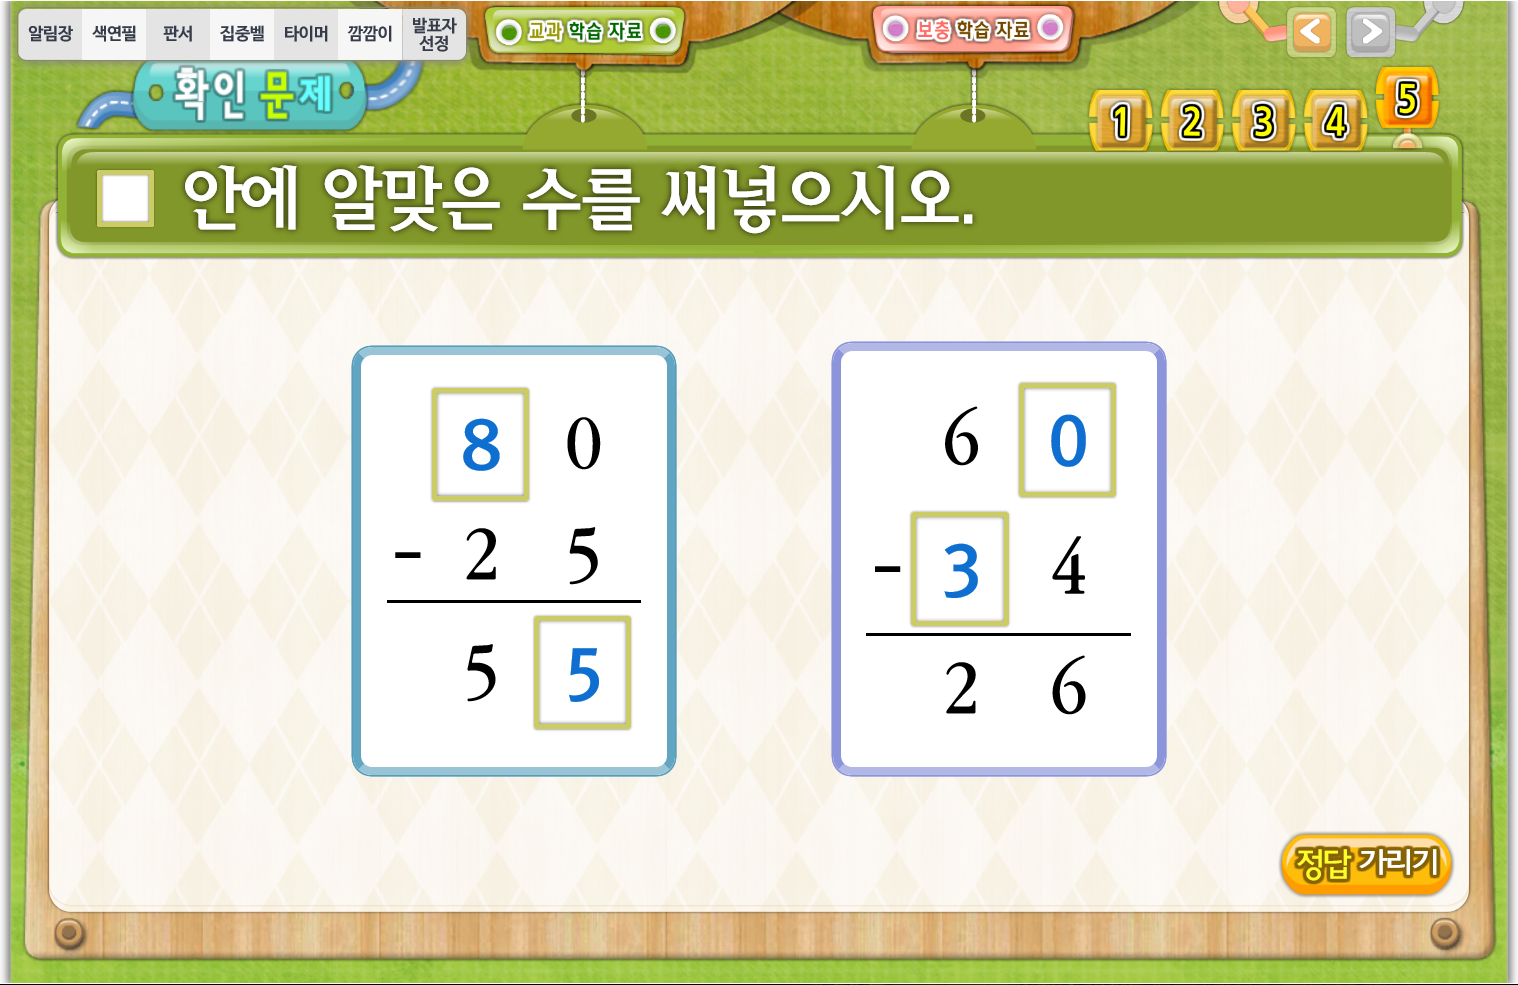 알림장 색연필 판서 집중벨 타이머 깜깜이 발표자 선정
교과 학습 자료
보충 학습 자료
확인 문제
1 2 3 4 5
안에 알맞은 수를 써넣으시오.
8 0
- 2 5
5 5
6 0
- 3 4
2 6
정답 가리기